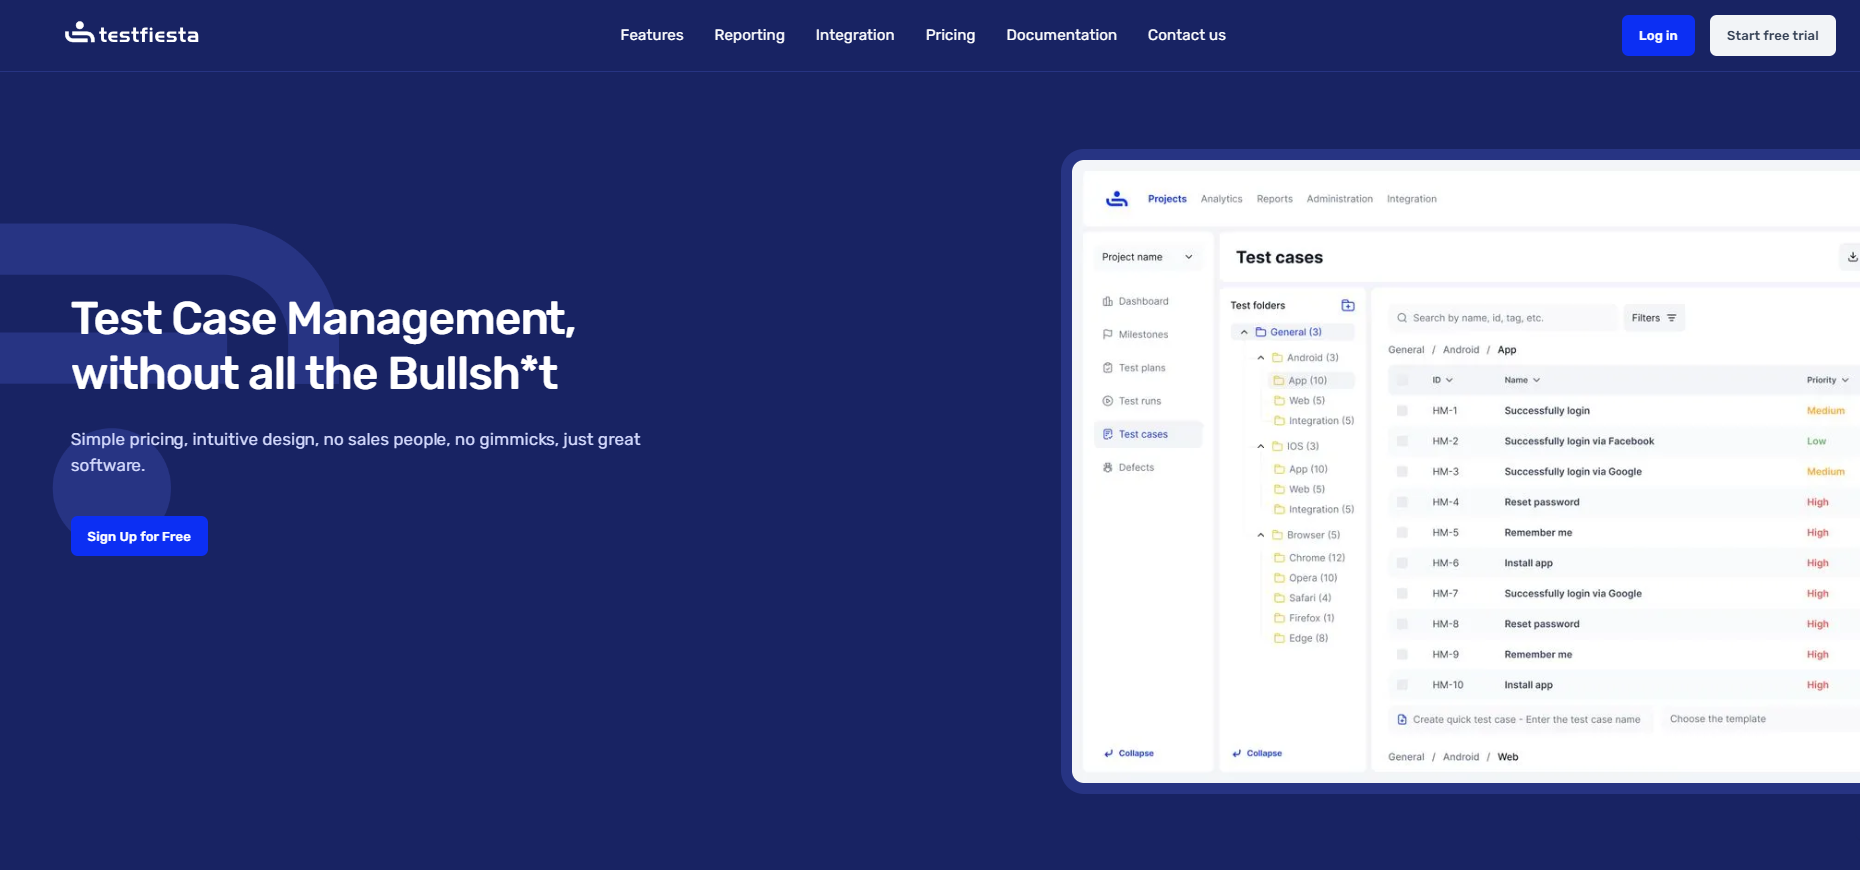 testfiesta
Features
Reporting
Integration
Pricing
Documentation
Contact us
Log in
Start free trial
Test Case Management,
without all the Bullsh*t
Simple pricing, intuitive design, no sales people, no gimmicks, just great
software.
Sign Up for Free
Projects
Analytics
Reports
Administration
Integration
Project name
Dashboard
Milestones
Test plans
Test runs
Test cases
Defects
Collapse
Test cases
Test folders
General (3)
Android (3)
App (10)
Web (5)
Integration (5)
IOS (3)
App (10)
Web (5)
Integration (5)
Browser (5)
Chrome (12)
Opera (10)
Safari (4)
Firefox (1)
Edge (8)
Collapse
Search by name, id, tag, etc.
Filters
General / Android / App
ID Name Priority
HM-1 Successfully login Medium
HM-2 Successfully login via Facebook Low
HM-3 Successfully login via Google Medium
HM-4 Reset password High
HM-5 Remember me High
HM-6 Install app High
HM-7 Successfully login via Google High
HM-8 Reset password High
HM-9 Remember me High
HM-10 Install app High
Create quick test case - Enter the test case name
Choose the template
General / Android / Web